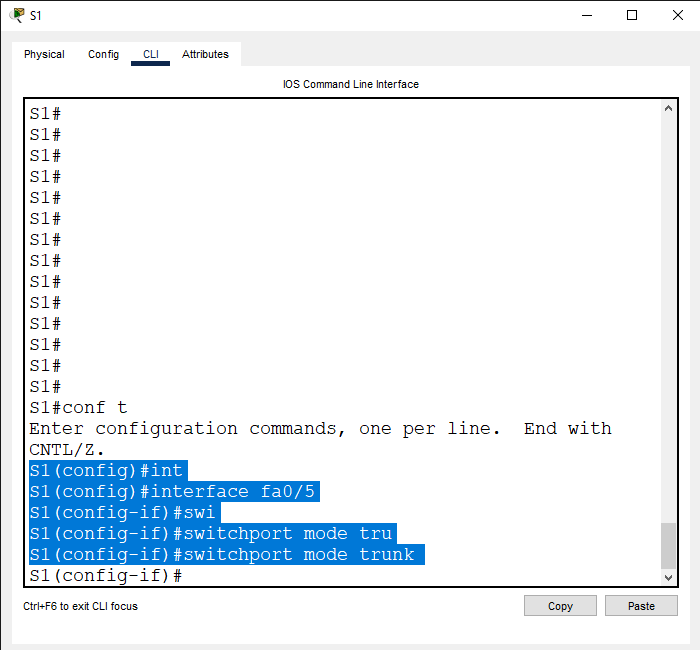 S1
Physical Config CLI Attributes
IOS Command Line Interface
S1#
S1#
S1#
S1#
S1#
S1#
S1#
S1#
S1#
S1#
S1#
S1#
S1#
S1#
S1#conf t
Enter configuration commands, one per line.  End with
CNTL/Z.
S1(config)#int
S1(config)#interface fa0/5
S1(config-if)#swi
S1(config-if)#switchport mode tru
S1(config-if)#switchport mode trunk
S1(config-if)#
Ctrl+F6 to exit CLI focus
Copy Paste